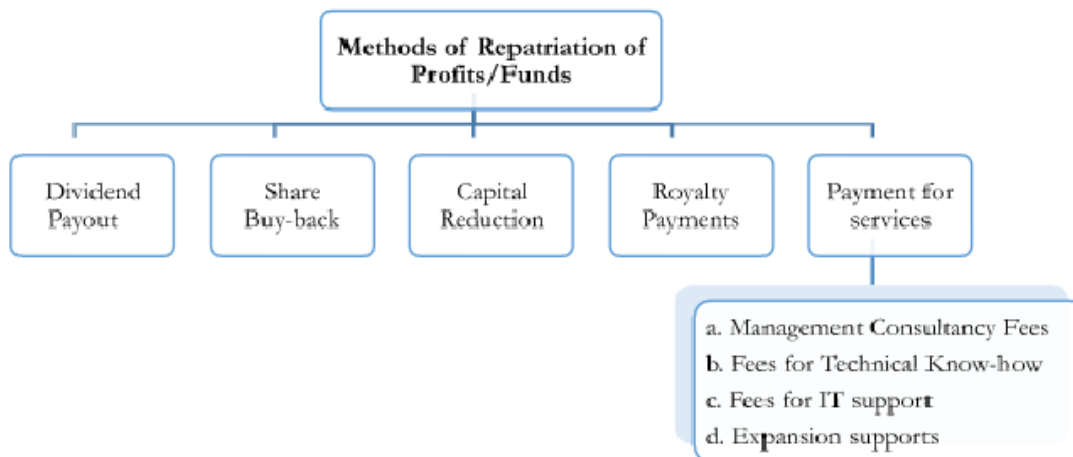 Methods of Repatriation of
Profits/Funds
Dividend
Payout
Share
Buy-back
Capital
Reduction
Royalty
Payments
Payment for
services
a. Management Consultancy Fees
b. Fees for Technical Know-how
c. Fees for IT support
d. Expansion supports